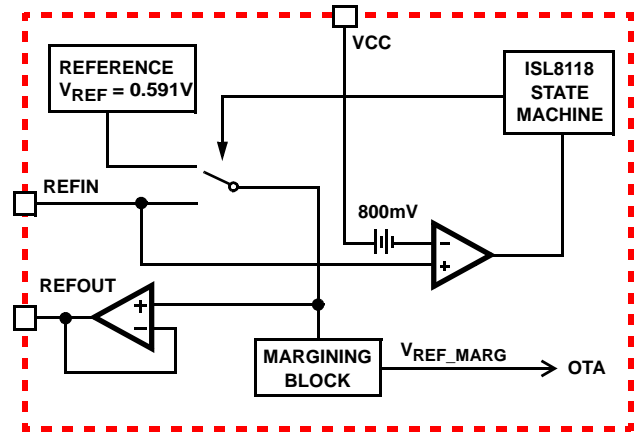 VCC
REFERENCE
VREF = 0.591V
ISL8118
STATE
MACHINE
REFIN
800mV
−
+
REFOUT
+
−
MARGINING
BLOCK
VREF_MARG
OTA